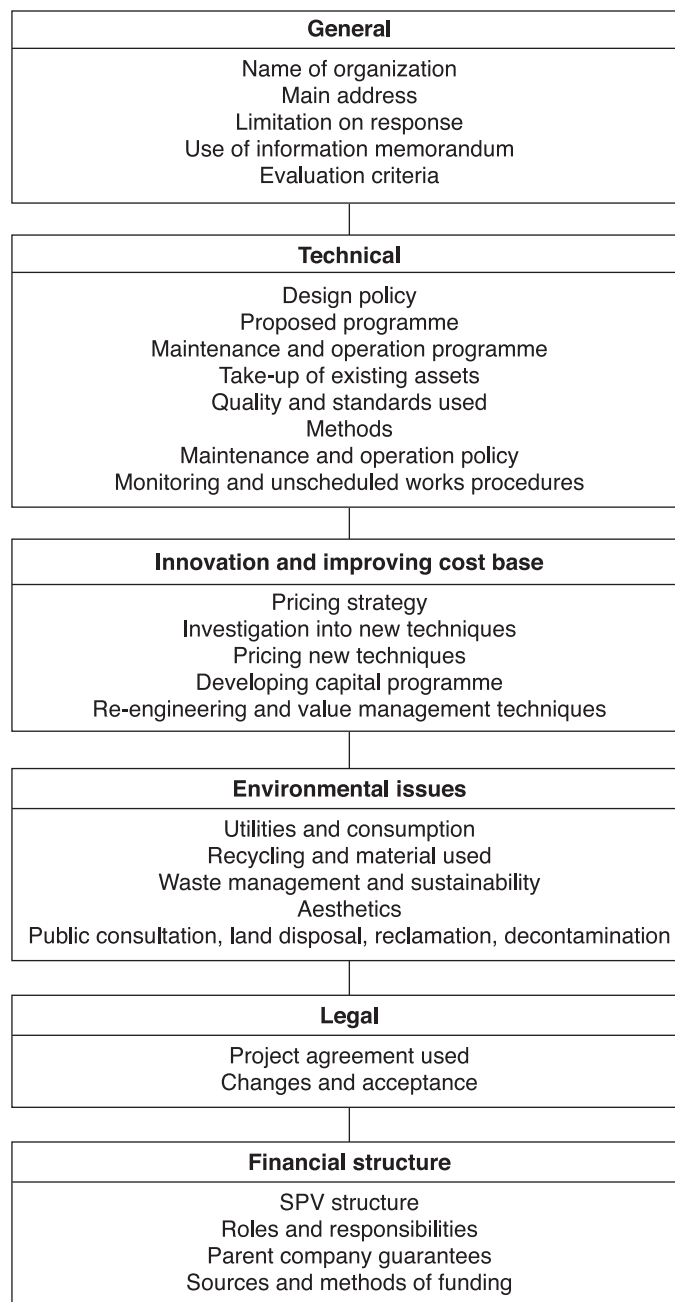 General
Name of organization
Main address
Limitation on response
Use of information memorandum
Evaluation criteria
Technical
Design policy
Proposed programme
Maintenance and operation programme
Take-up of existing assets
Quality and standards used
Methods
Maintenance and operation policy
Monitoring and unscheduled works procedures
Innovation and improving cost base
Pricing strategy
Investigation into new techniques
Pricing new techniques
Developing capital programme
Re-engineering and value management techniques
Environmental issues
Utilities and consumption
Recycling and material used
Waste management and sustainability
Aesthetics
Public consultation, land disposal, reclamation, decontamination
Legal
Project agreement used
Changes and acceptance
Financial structure
SPV structure
Roles and responsibilities
Parent company guarantees
Sources and methods of funding